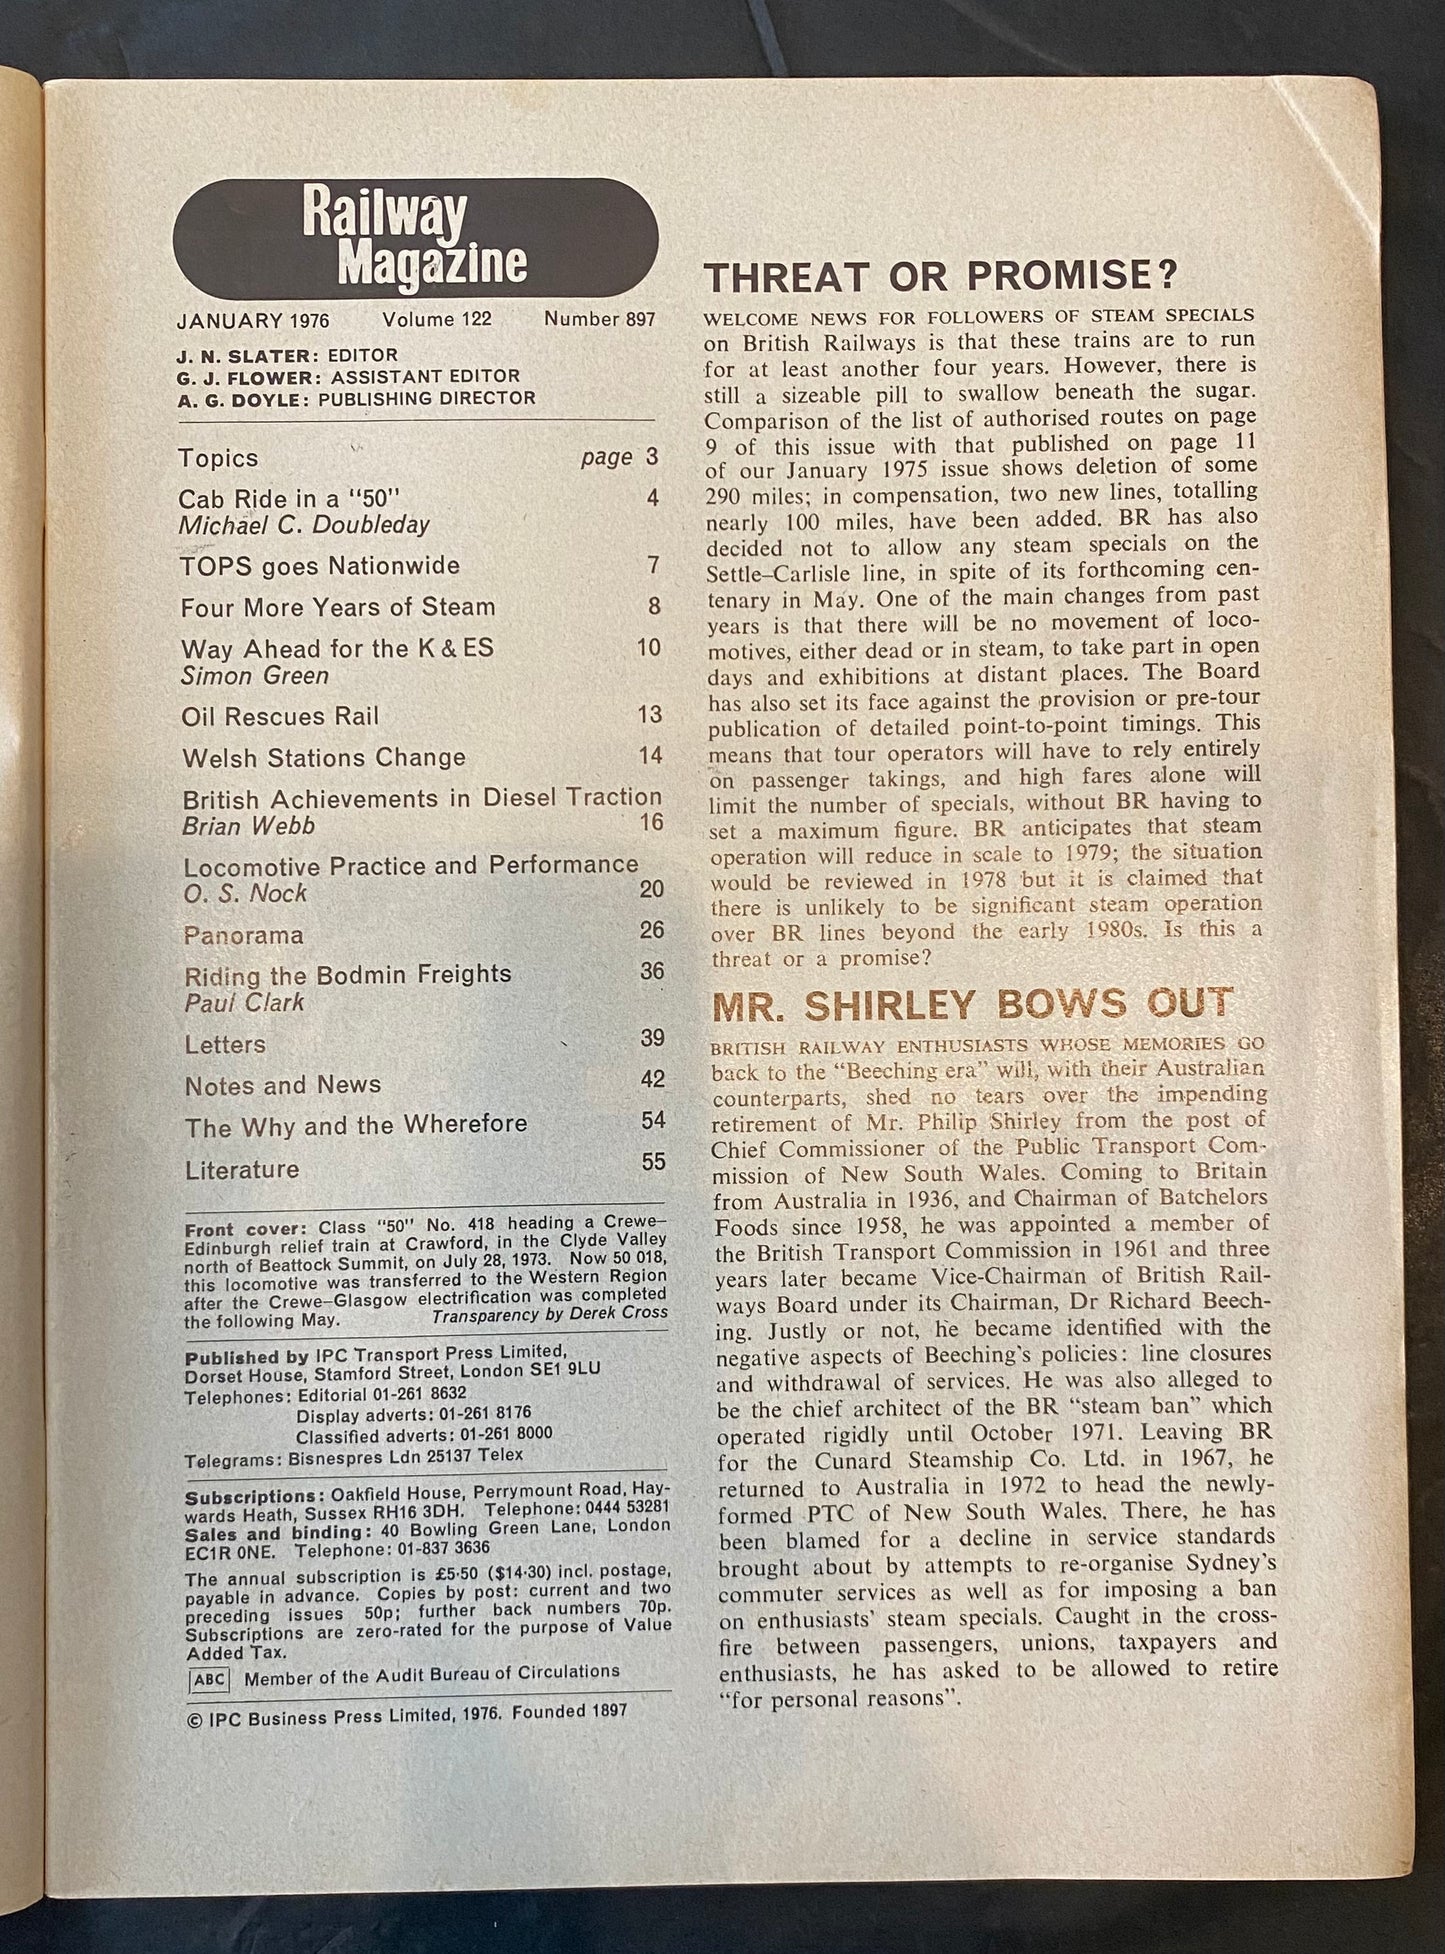 Railway
Magazine
JANUARY 1976 Volume 122 Number 897
J. N. SLATER: EDITOR
G. J. FLOWER: ASSISTANT EDITOR
A. G. DOYLE: PUBLISHING DIRECTOR
Topics page 3
Cab Ride in a "50" 4
Michael C. Doubleday
TOPS goes Nationwide 7
Four More Years of Steam 8
Way Ahead for the K & ES 10
Simon Green
Oil Rescues Rail 13
Welsh Stations Change 14
British Achievements in Diesel Traction
Brian Webb 16
Locomotive Practice and Performance
O. S. Nock 20
Panorama 26
Riding the Bodmin Freights 36
Paul Clark
Letters 39
Notes and News 42
The Why and the Wherefore 54
Literature 55
Front cover: Class "50" No. 418 heading a Crewe–
Edinburgh relief train at Crawford, in the Clyde Valley
north of Beattock Summit, on July 28, 1973. Now 50 018,
this locomotive was transferred to the Western Region
after the Crewe–Glasgow electrification was completed
the following May. Transparency by Derek Cross
Published by IPC Transport Press Limited,
Dorset House, Stamford Street, London SE1 9LU
Telephones: Editorial 01-261 8632
Display adverts: 01-261 8176
Classified adverts: 01-261 8000
Telegrams: Bisnespres Ldn 25137 Telex
Subscriptions: Oakfield House, Perrymount Road, Hay-
wards Heath, Sussex RH16 3DH. Telephone: 0444 53281
Sales and binding: 40 Bowling Green Lane, London
EC1R 0NE. Telephone: 01-837 3636
The annual subscription is £5·50 ($14·30) incl. postage,
payable in advance. Copies by post: current and two
preceding issues 50p; further back numbers 70p.
Subscriptions are zero-rated for the purpose of Value
Added Tax.
ABC Member of the Audit Bureau of Circulations
© IPC Business Press Limited, 1976. Founded 1897
THREAT OR PROMISE?
WELCOME NEWS FOR FOLLOWERS OF STEAM SPECIALS
on British Railways is that these trains are to run
for at least another four years. However, there is
still a sizeable pill to swallow beneath the sugar.
Comparison of the list of authorised routes on page
9 of this issue with that published on page 11
of our January 1975 issue shows deletion of some
290 miles; in compensation, two new lines, totalling
nearly 100 miles, have been added. BR has also
decided not to allow any steam specials on the
Settle–Carlisle line, in spite of its forthcoming cen-
tenary in May. One of the main changes from past
years is that there will be no movement of loco-
motives, either dead or in steam, to take part in open
days and exhibitions at distant places. The Board
has also set its face against the provision or pre-tour
publication of detailed point-to-point timings. This
means that tour operators will have to rely entirely
on passenger takings, and high fares alone will
limit the number of specials, without BR having to
set a maximum figure. BR anticipates that steam
operation will reduce in scale to 1979; the situation
would be reviewed in 1978 but it is claimed that
there is unlikely to be significant steam operation
over BR lines beyond the early 1980s. Is this a
threat or a promise?
MR. SHIRLEY BOWS OUT
BRITISH RAILWAY ENTHUSIASTS WHOSE MEMORIES GO
back to the "Beeching era" will, with their Australian
counterparts, shed no tears over the impending
retirement of Mr. Philip Shirley from the post of
Chief Commissioner of the Public Transport Com-
mission of New South Wales. Coming to Britain
from Australia in 1936, and Chairman of Batchelors
Foods since 1958, he was appointed a member of
the British Transport Commission in 1961 and three
years later became Vice-Chairman of British Rail-
ways Board under its Chairman, Dr Richard Beech-
ing. Justly or not, he became identified with the
negative aspects of Beeching's policies: line closures
and withdrawal of services. He was also alleged to
be the chief architect of the BR "steam ban" which
operated rigidly until October 1971. Leaving BR
for the Cunard Steamship Co. Ltd. in 1967, he
returned to Australia in 1972 to head the newly-
formed PTC of New South Wales. There, he has
been blamed for a decline in service standards
brought about by attempts to re-organise Sydney's
commuter services as well as for imposing a ban
on enthusiasts' steam specials. Caught in the cross-
fire between passengers, unions, taxpayers and
enthusiasts, he has asked to be allowed to retire
"for personal reasons".